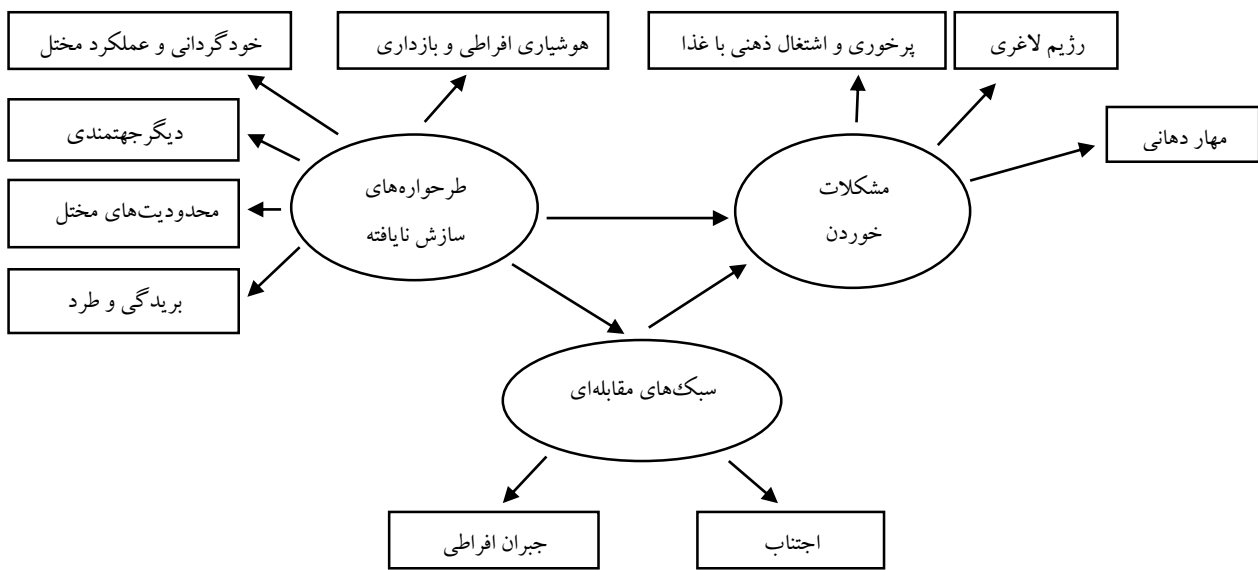 خودگردانی و عملکرد مختل
هوشیاری افراطی و بازداری
پرخوری و اشتغال ذهنی با غذا
رژیم لاغری
دیگرجهتمندی
مهار دهانی
طرحواره‌های
سازش نایافته
مشکلات
خوردن
محدودیت‌های مختل
بریدگی و طرد
سبک‌های مقابله‌ای
جبران افراطی
اجتناب